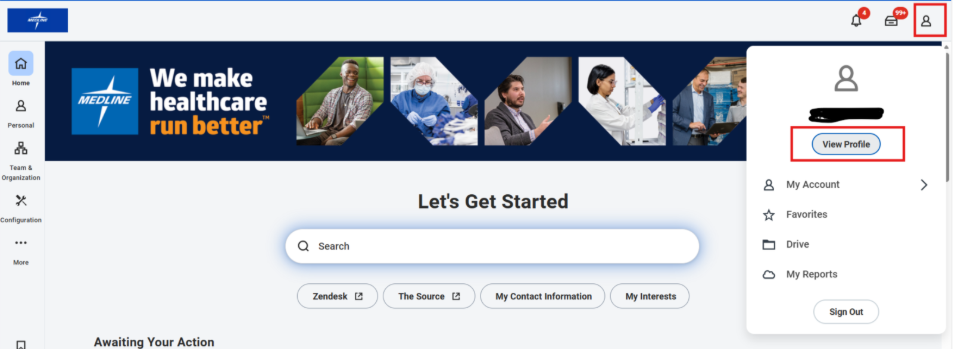 MEDLINE
4
99+
Home
Personal
Team &
Organization
Configuration
More
MEDLINE
We make
healthcare
run better™
View Profile
My Account
Favorites
Drive
My Reports
Sign Out
Let's Get Started
Search
Zendesk
The Source
My Contact Information
My Interests
Awaiting Your Action